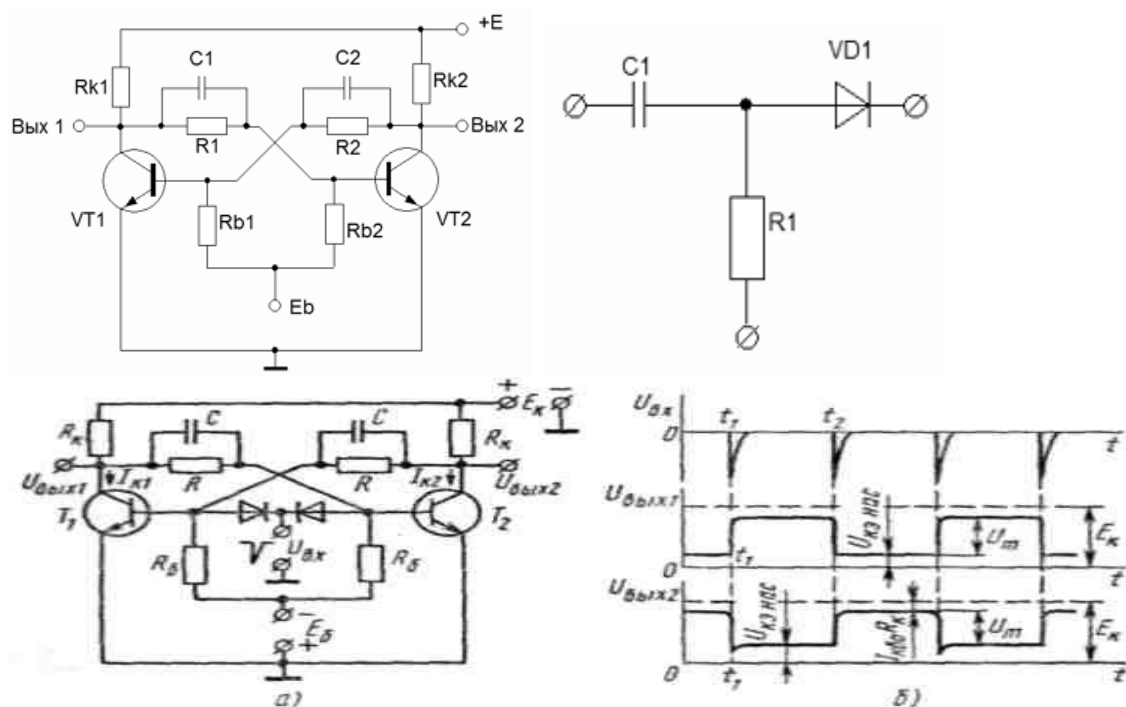 +E
C1
C2
Rk1
Rk2
Вых 1
R1
R2
Вых 2
VT1
Rb1
Rb2
VT2
Eb
C1
VD1
R1
+ Eк −
Rк
C
C
Rк
Uвых1
Iк1
R
R
Iк2
Uвых2
T1
T2
Uвх
Rб
Rб
−
Eб
+
а)
Uвх
t1
t2
0
t
Uвых1
Uкэ нас
Um
Eк
t1
0
t
Uвых2
Uкэ нас
IкбоRк
Um
Eк
0
t1
t
б)